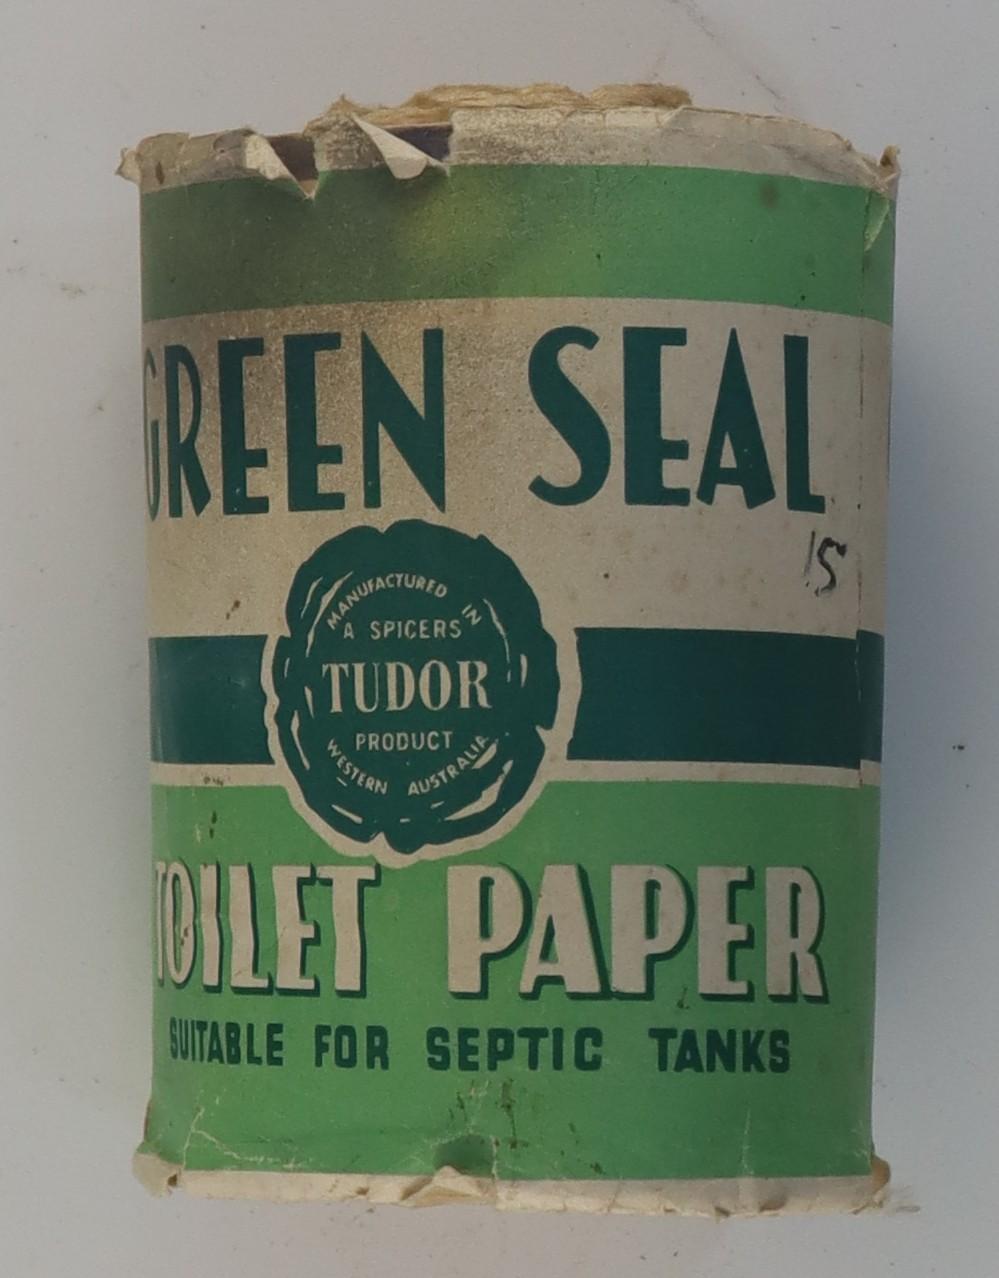 GREEN SEAL
15
MANUFACTURED IN
A SPICERS
TUDOR
PRODUCT
WESTERN AUSTRALIA
TOILET PAPER
SUITABLE FOR SEPTIC TANKS